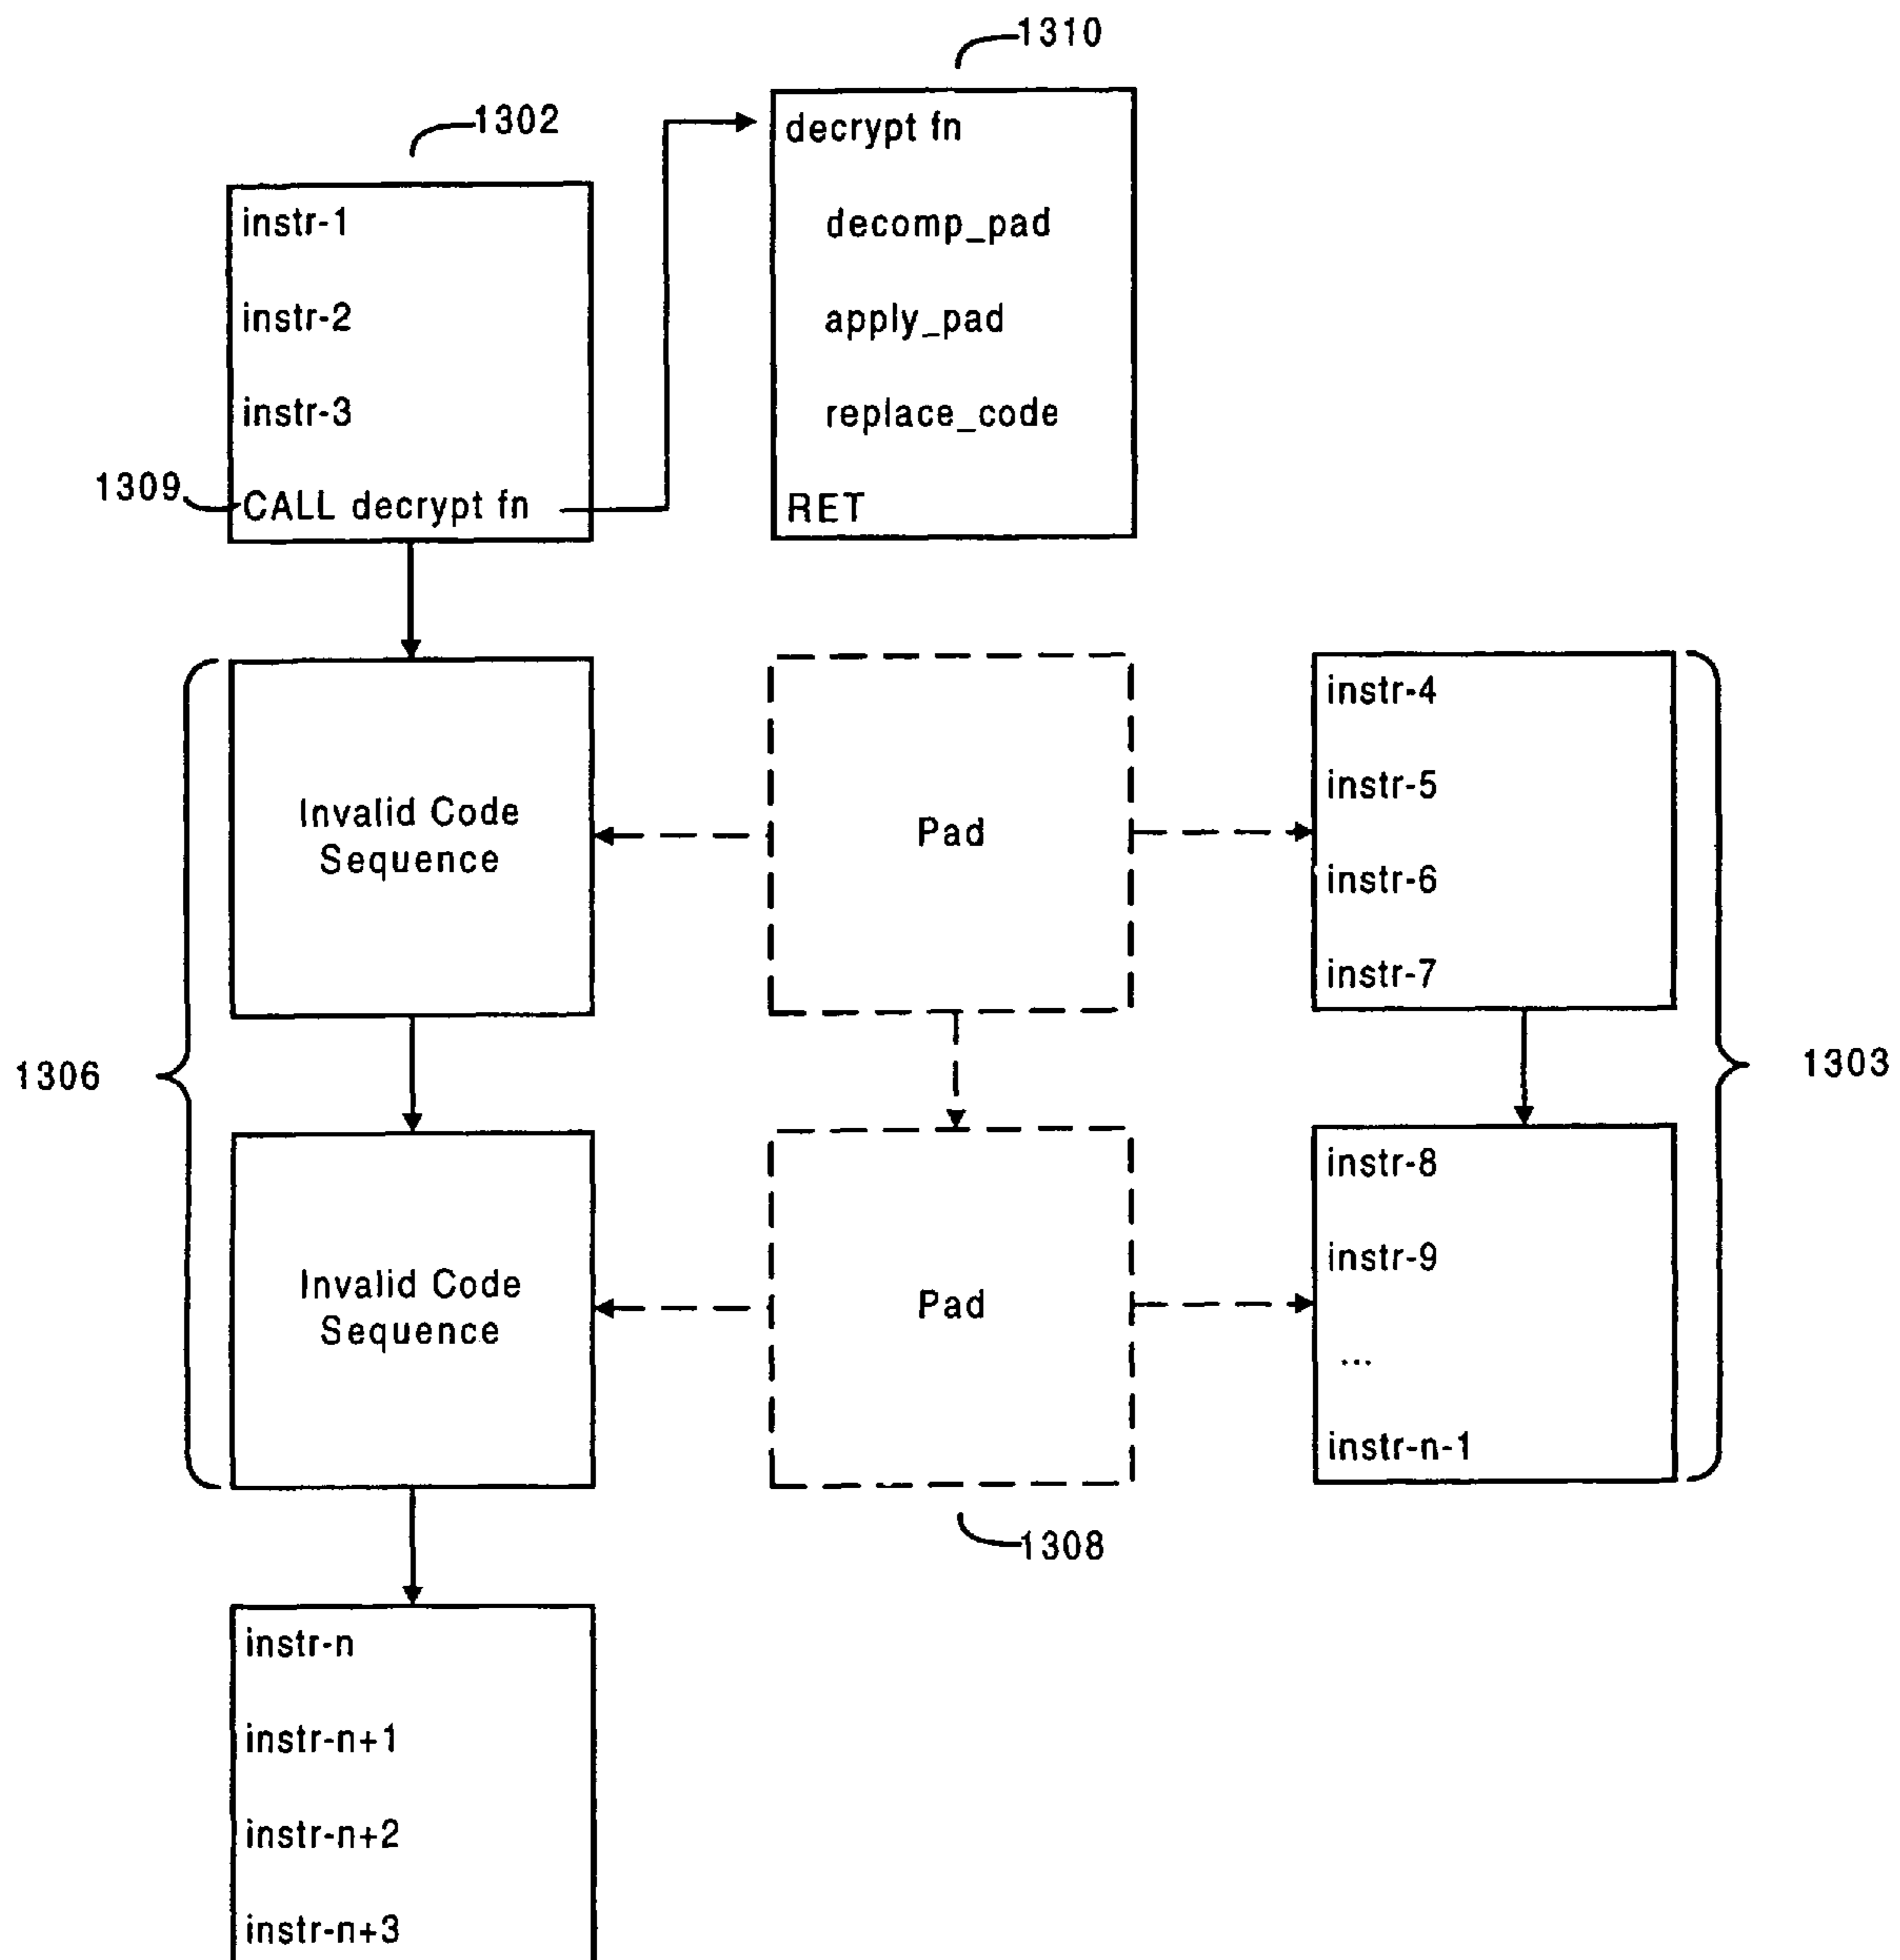 1310
1302
decrypt fn
decomp_pad
apply_pad
replace_code
RET
instr-1
instr-2
instr-3
1309
CALL decrypt fn
Invalid Code
Sequence
Pad
instr-4
instr-5
instr-6
instr-7
1306
1303
Invalid Code
Sequence
Pad
instr-8
instr-9
...
instr-n-1
1308
instr-n
instr-n+1
instr-n+2
instr-n+3